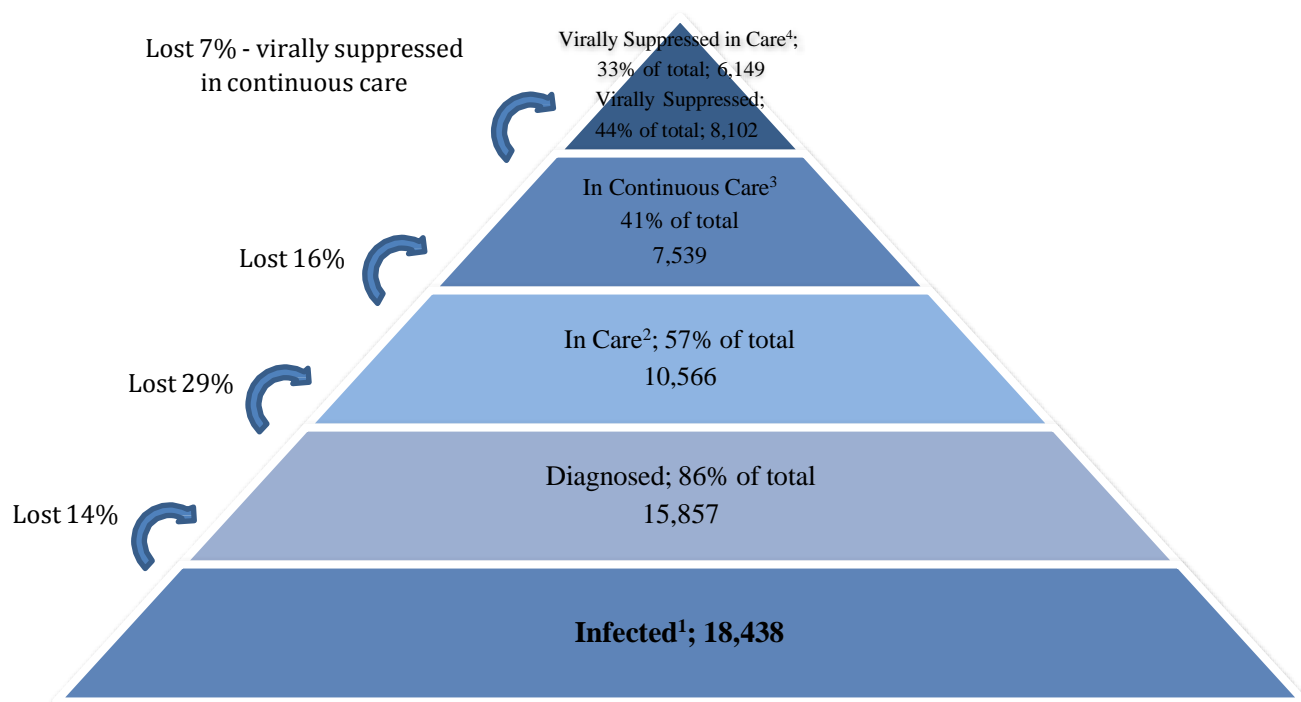 Lost 7% - virally suppressed
in continuous care
Virally Suppressed in Care⁴;
33% of total; 6,149
Virally Suppressed;
44% of total; 8,102
In Continuous Care³
41% of total
7,539
Lost 16%
In Care²; 57% of total
10,566
Lost 29%
Diagnosed; 86% of total
15,857
Lost 14%
Infected¹; 18,438